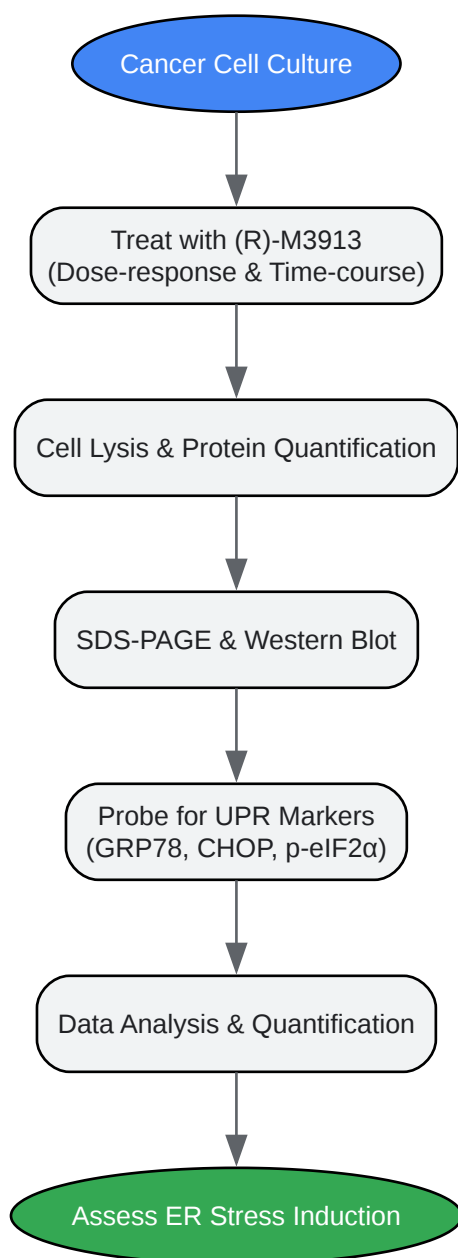 Cancer Cell Culture
Treat with (R)-M3913
(Dose-response & Time-course)
Cell Lysis & Protein Quantification
SDS-PAGE & Western Blot
Probe for UPR Markers
(GRP78, CHOP, p-eIF2α)
Data Analysis & Quantification
Assess ER Stress Induction